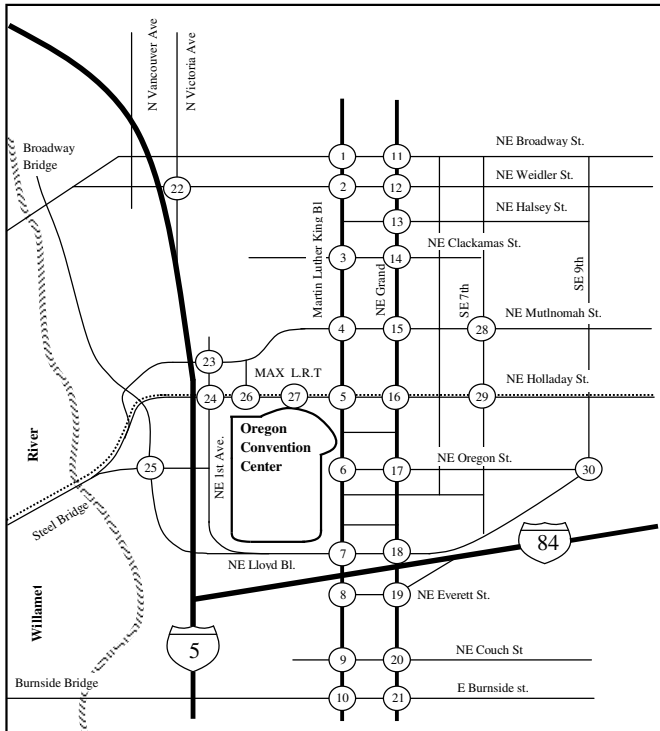 N Vancouver Ave
N Victoria Ave
Broadway
Bridge
NE Broadway St.
1
11
NE Weidler St.
22
2
12
NE Halsey St.
13
Martin Luther King Bl
NE Grand
NE Clackamas St.
3
14
SE 7th
SE 9th
NE Mutlnomah St.
4
15
28
23
MAX L.R.T
NE Holladay St.
24
26
27
5
16
29
Oregon
Convention
Center
NE 1st Ave.
River
NE Oregon St.
25
6
17
30
Steel Bridge
7
18
84
NE Lloyd Bl.
8
19
NE Everett St.
Willamet
5
NE Couch St
9
20
Burnside Bridge
E Burnside st.
10
21